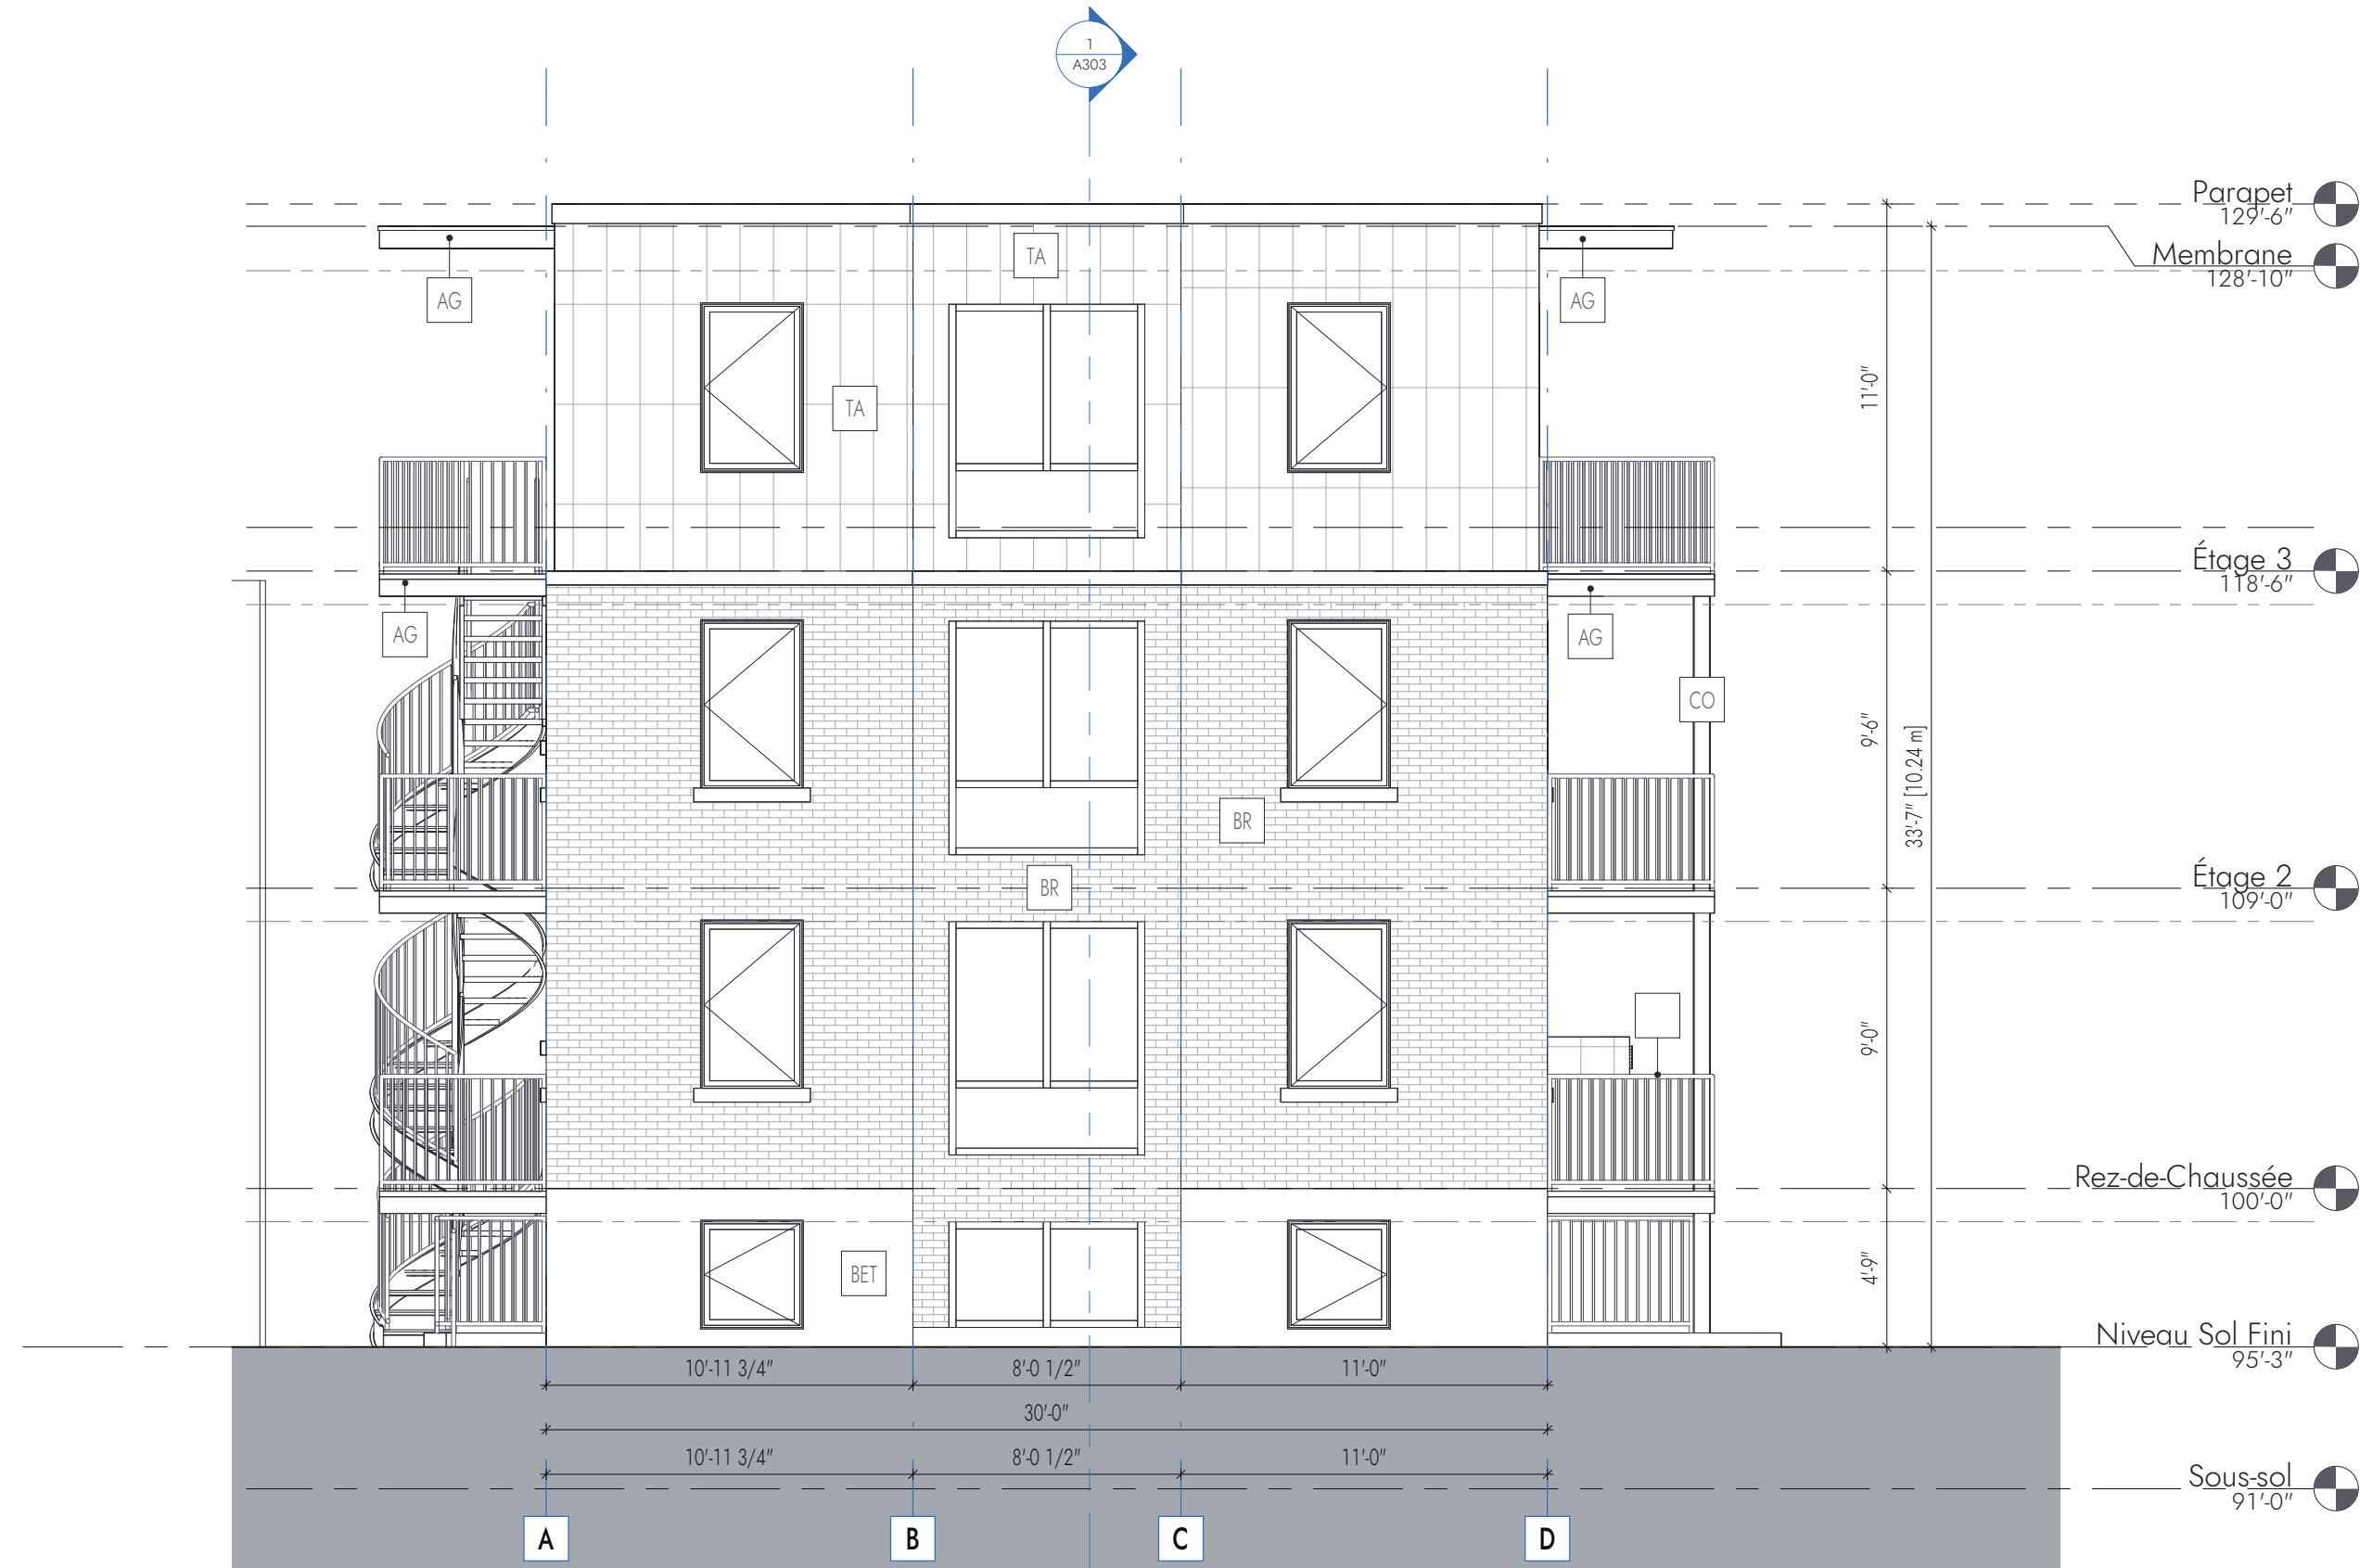 1
A303
Parapet
129'-6"
TA
Membrane
128'-10"
AG
AG
11'-0"
TA
Étage 3
118'-6"
AG
AG
CO
9'-6"
33'-7" [10.24 m]
BR
BR
Étage 2
109'-0"
9'-0"
Rez-de-Chaussée
100'-0"
BET
4'-9"
Niveau Sol Fini
95'-3"
10'-11 3/4" 8'-0 1/2" 11'-0"
30'-0"
10'-11 3/4" 8'-0 1/2" 11'-0"
Sous-sol
91'-0"
A B C D